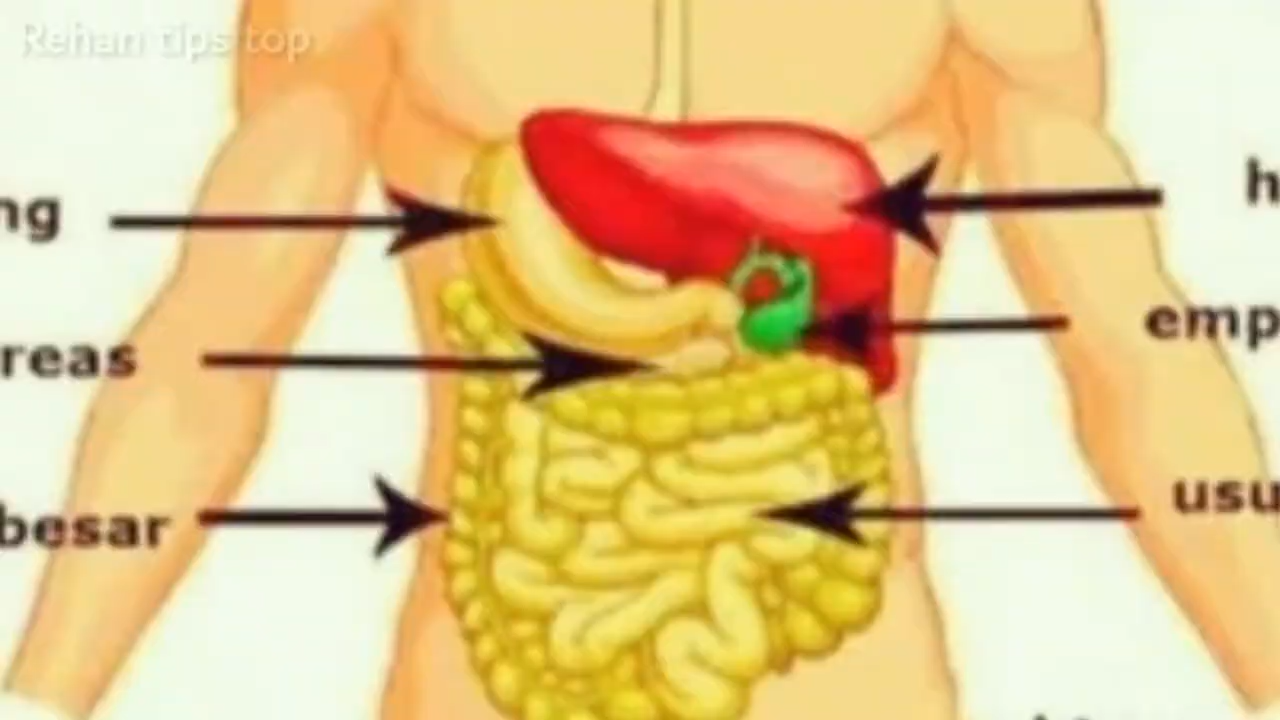 Rehan tips top
ng
h
reas
emp
besar
usu